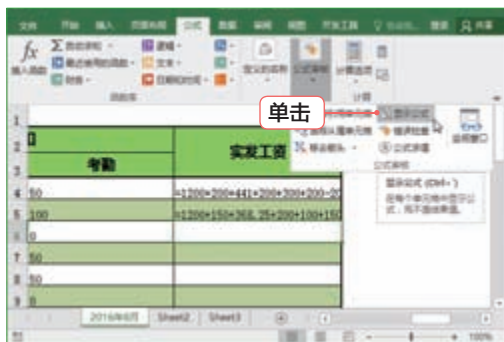 文件 开始 插入 页面布局 公式 数据 审阅 视图 开发工具 登录 共享
fx Σ 自动求和 逻辑
插入函数 最近使用的函数 文本 定义的名称 公式审核 计算选项
财务 日期和时间
函数库 计算
单击 显示公式
追踪从属单元格 错误检查 监视窗口
移去箭头 公式求值
公式审核
显示公式 (Ctrl+`)
在每个单元格中显示公式,而不是结果值。
1
2 实发工资
3 考勤
4 50 =1200+200+441+200+300+200-20
5 100 =1200+150+368.25+200+100+150
6 0
7 50
8 50
9 0
2016年6月 Sheet2 Sheet3
100%